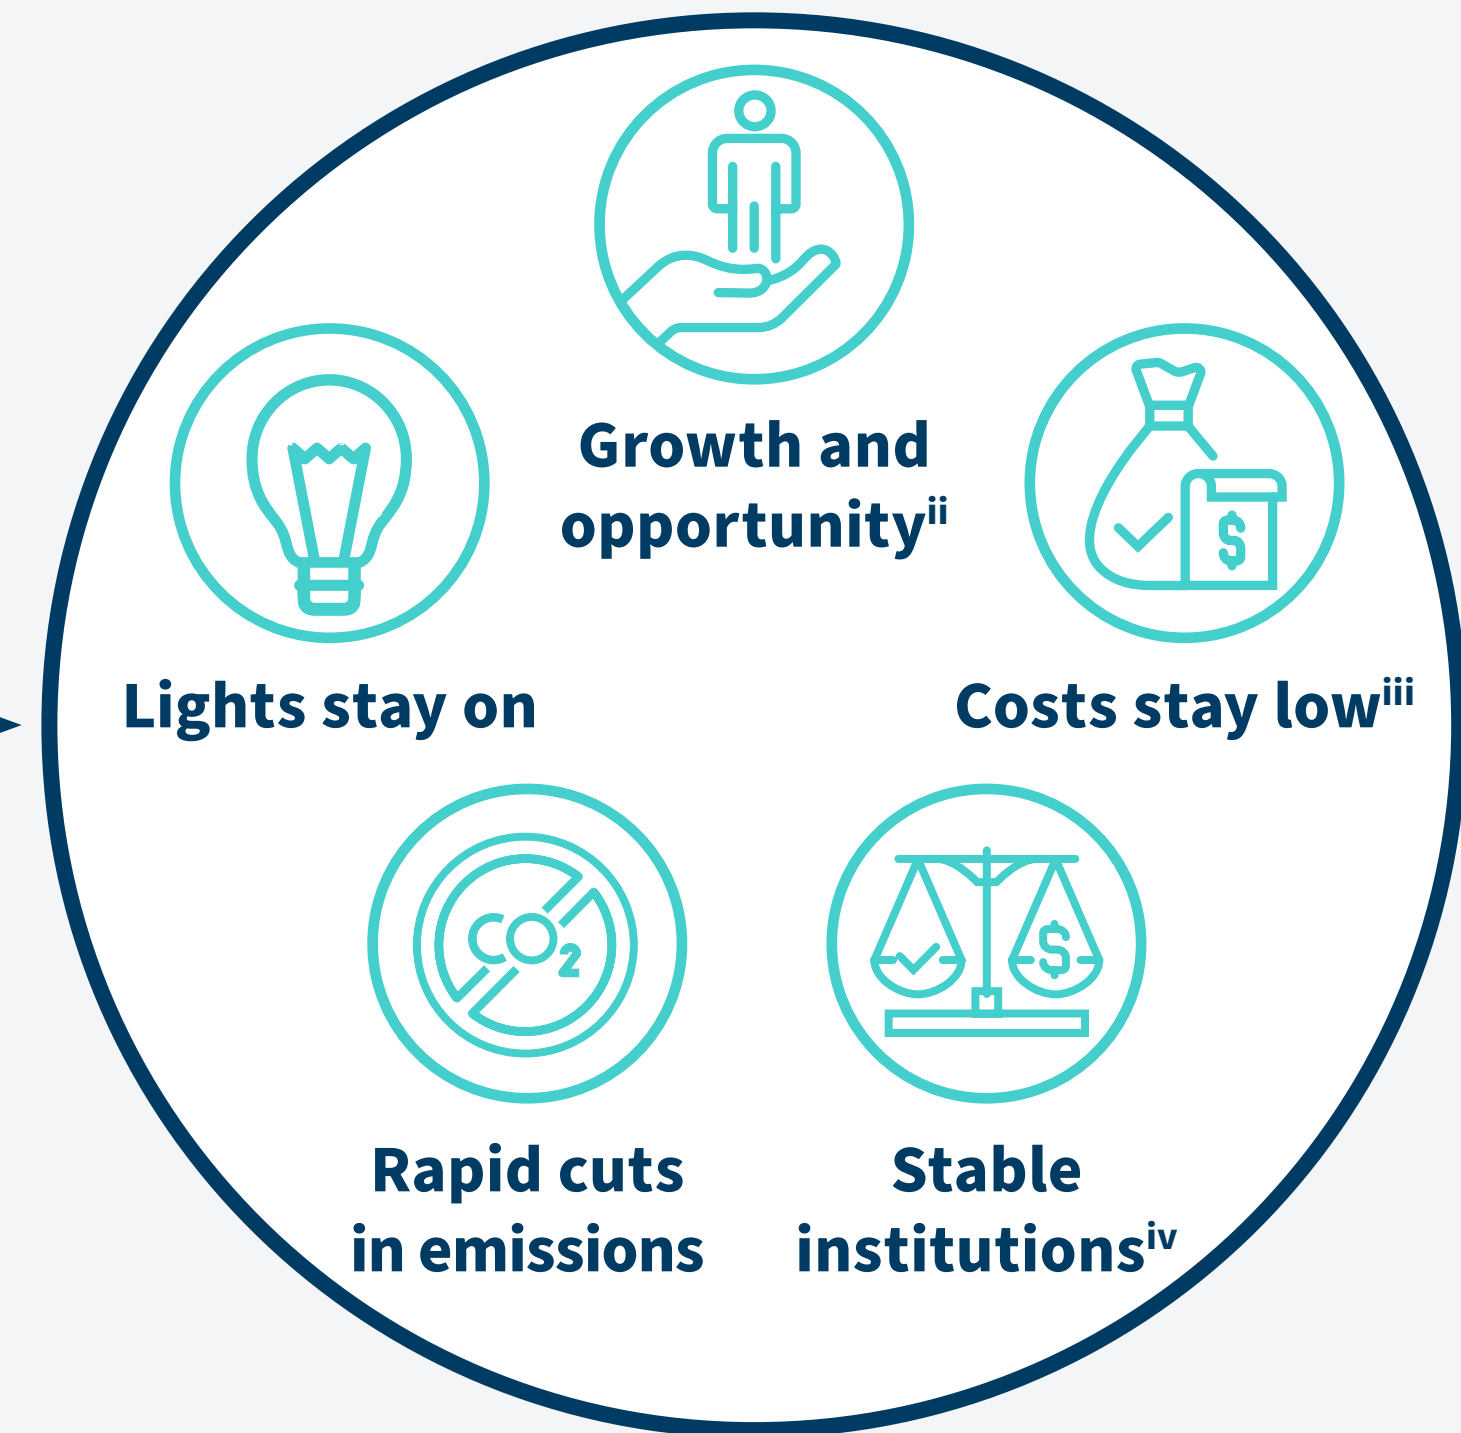 Growth and
opportunityⁱⁱ
$
Lights stay on
Costs stay lowⁱⁱⁱ
CO₂
$
Rapid cuts
in emissions
Stable
institutionsⁱᵛ